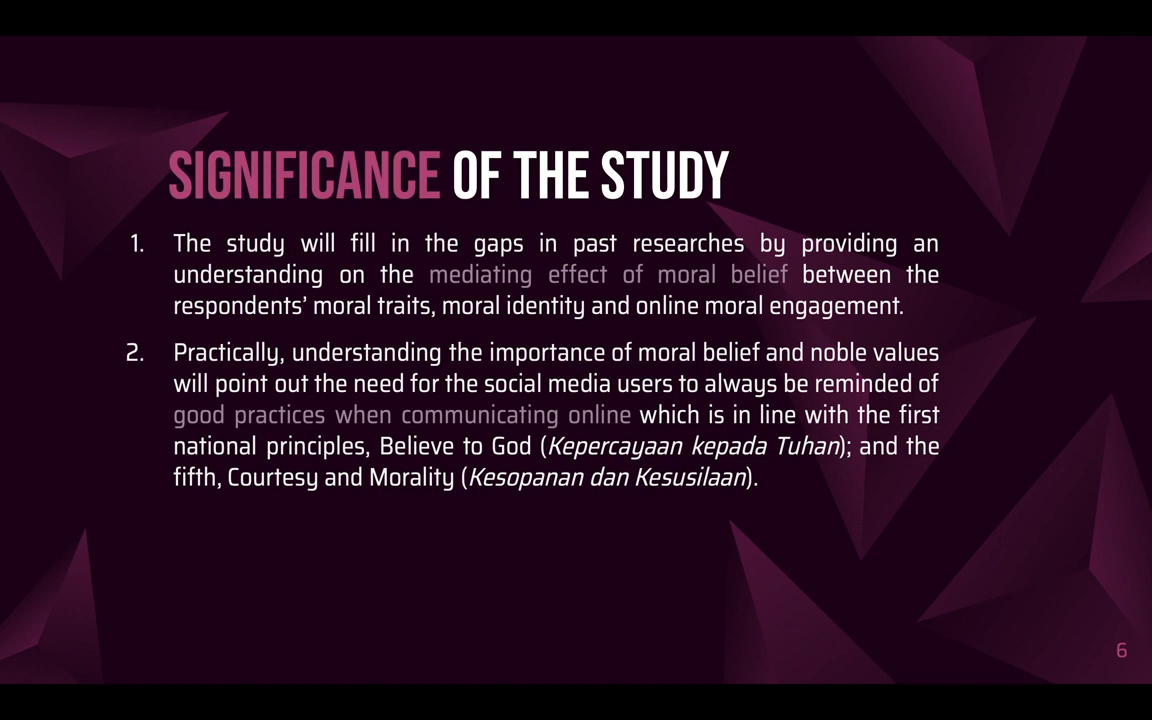 SIGNIFICANCE OF THE STUDY
1. The study will fill in the gaps in past researches by providing an
understanding on the mediating effect of moral belief between the
respondents’ moral traits, moral identity and online moral engagement.
2. Practically, understanding the importance of moral belief and noble values
will point out the need for the social media users to always be reminded of
good practices when communicating online which is in line with the first
national principles, Believe to God (Kepercayaan kepada Tuhan); and the
fifth, Courtesy and Morality (Kesopanan dan Kesusilaan).
6